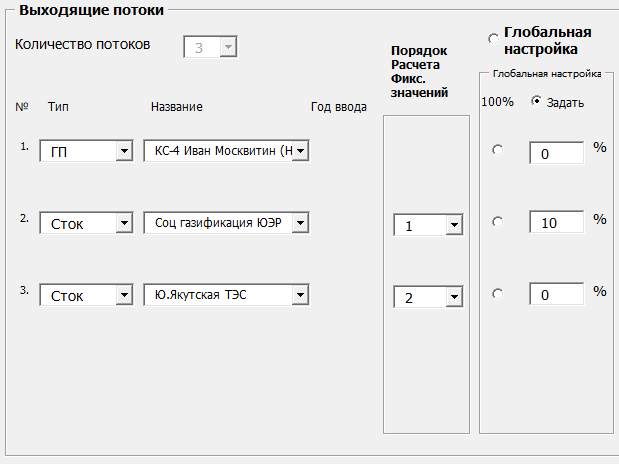 Выходящие потоки
Количество потоков 3
Глобальная настройка
Порядок Расчета Фикс. значений
Глобальная настройка
100% Задать
№ Тип Название Год ввода
1. ГП КС-4 Иван Москвитин (Н 0 %
2. Сток Соц газификация ЮЭР 1 10 %
3. Сток Ю.Якутская ТЭС 2 0 %